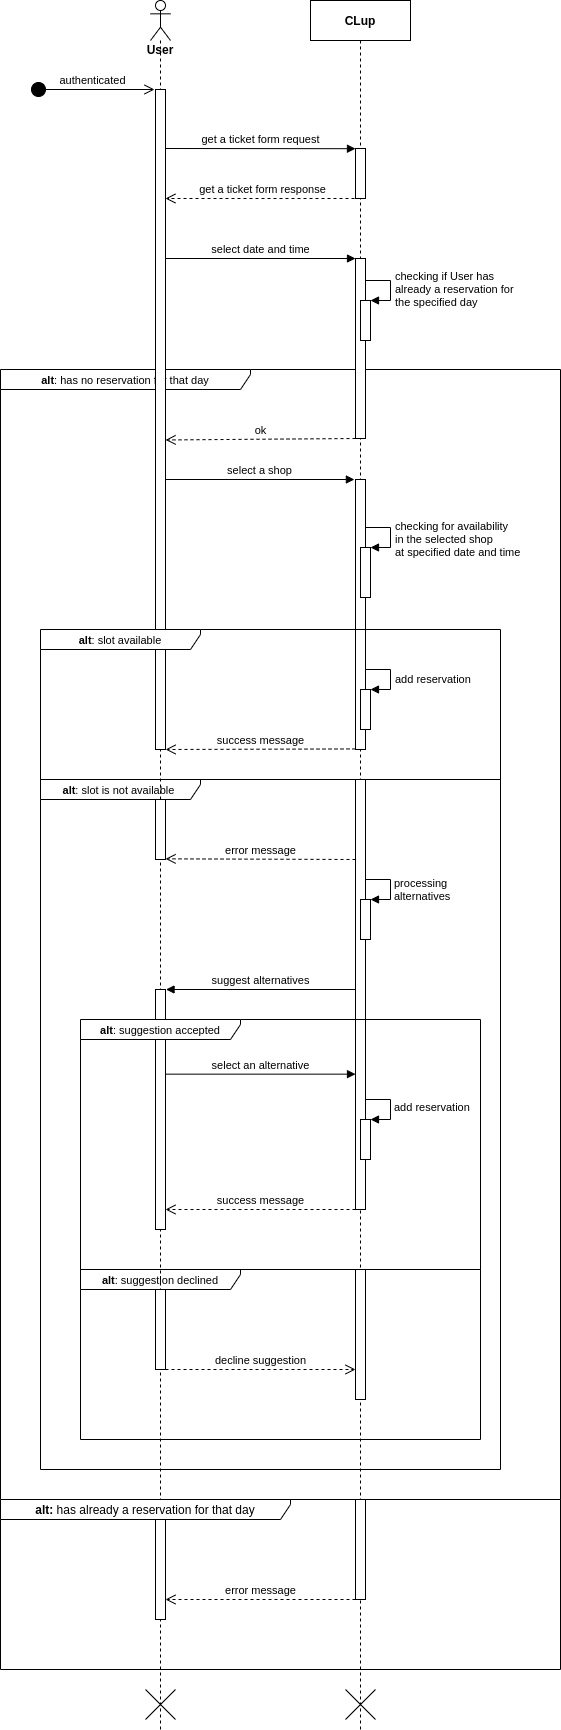 User
CLup
authenticated
get a ticket form request
get a ticket form response
select date and time
checking if User has
already a reservation for
the specified day
alt: has no reservation for that day
ok
select a shop
checking for availability
in the selected shop
at specified date and time
alt: slot available
add reservation
success message
alt: slot is not available
error message
processing
alternatives
suggest alternatives
alt: suggestion accepted
select an alternative
add reservation
success message
alt: suggestion declined
decline suggestion
alt: has already a reservation for that day
error message